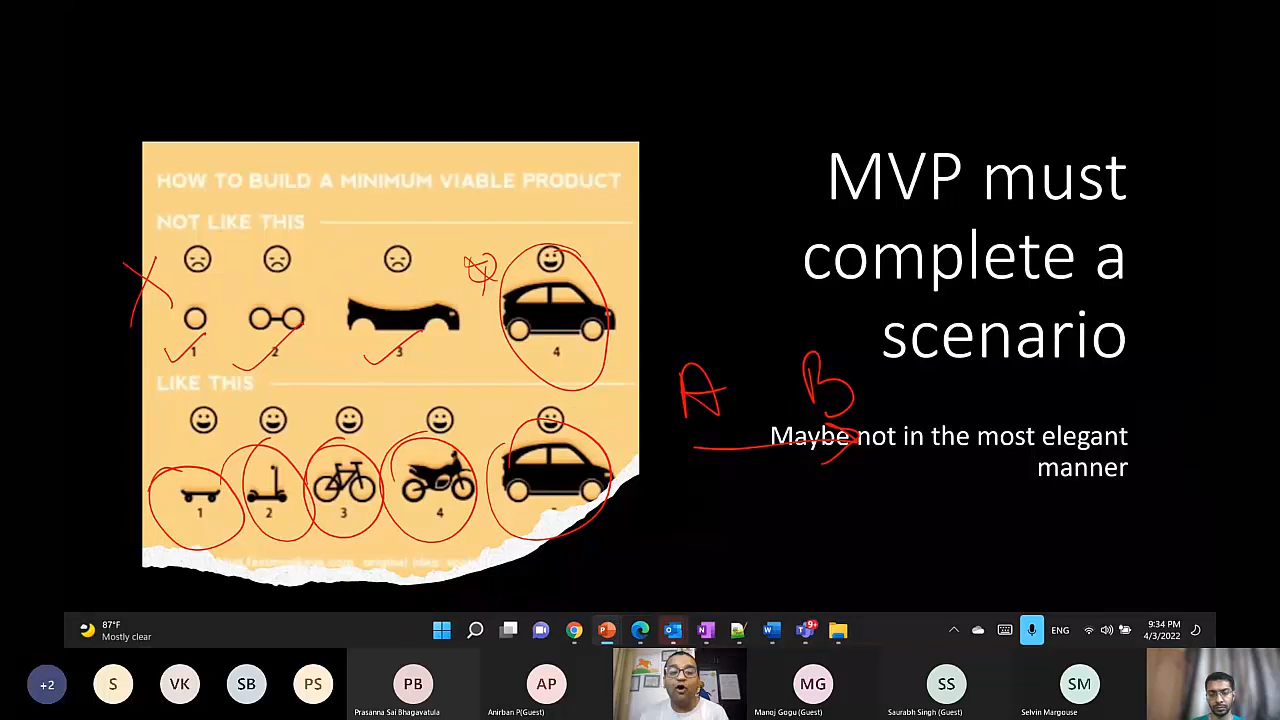 HOW TO BUILD A MINIMUM VIABLE PRODUCT
NOT LIKE THIS
1
2
3
4
LIKE THIS
1
2
3
4
MVP must
complete a
scenario
A B
Maybe not in the most elegant
manner
87°F
Mostly clear
9+
ENG
9:34 PM
4/3/2022
+2
S
VK
SB
PS
PB
Prasanna Sai Bhagavatula
AP
Anirban P(Guest)
MG
Manoj Gogu (Guest)
SS
Saurabh Singh (Guest)
SM
Selvin Margouse